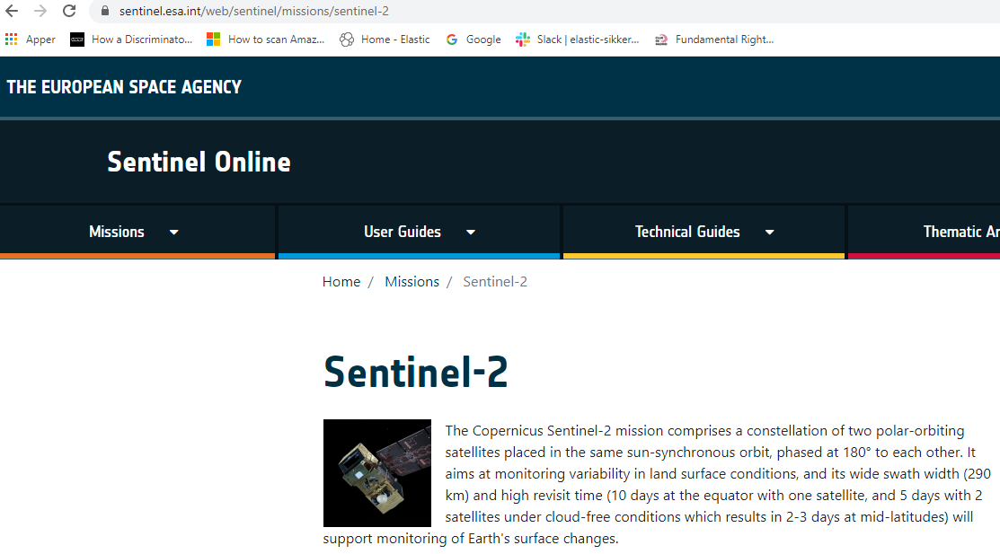 sentinel.esa.int/web/sentinel/missions/sentinel-2
Apper How a Discriminato... How to scan Amaz... Home - Elastic Google Slack | elastic-sikker... Fundamental Right...
THE EUROPEAN SPACE AGENCY
Sentinel Online
Missions User Guides Technical Guides Thematic Ar
Home / Missions / Sentinel-2
Sentinel-2
The Copernicus Sentinel-2 mission comprises a constellation of two polar-orbiting
satellites placed in the same sun-synchronous orbit, phased at 180° to each other. It
aims at monitoring variability in land surface conditions, and its wide swath width (290
km) and high revisit time (10 days at the equator with one satellite, and 5 days with 2
satellites under cloud-free conditions which results in 2-3 days at mid-latitudes) will
support monitoring of Earth's surface changes.